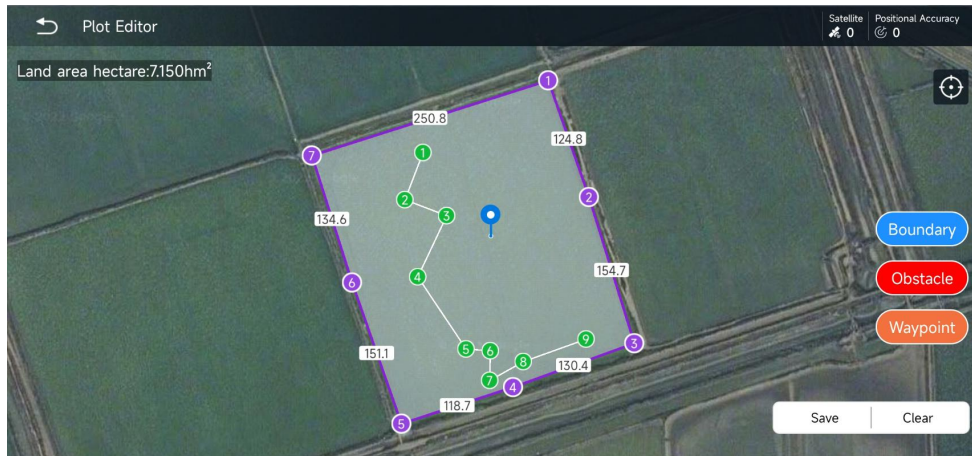 Plot Editor
Satellite
0
Positional Accuracy
0
Land area hectare:7.150hm²
1
250.8
124.8
7
1
2
2
3
134.6
Boundary
154.7
4
6
Obstacle
Waypoint
9
3
5
6
151.1
8
130.4
7
4
118.7
5
Save
Clear